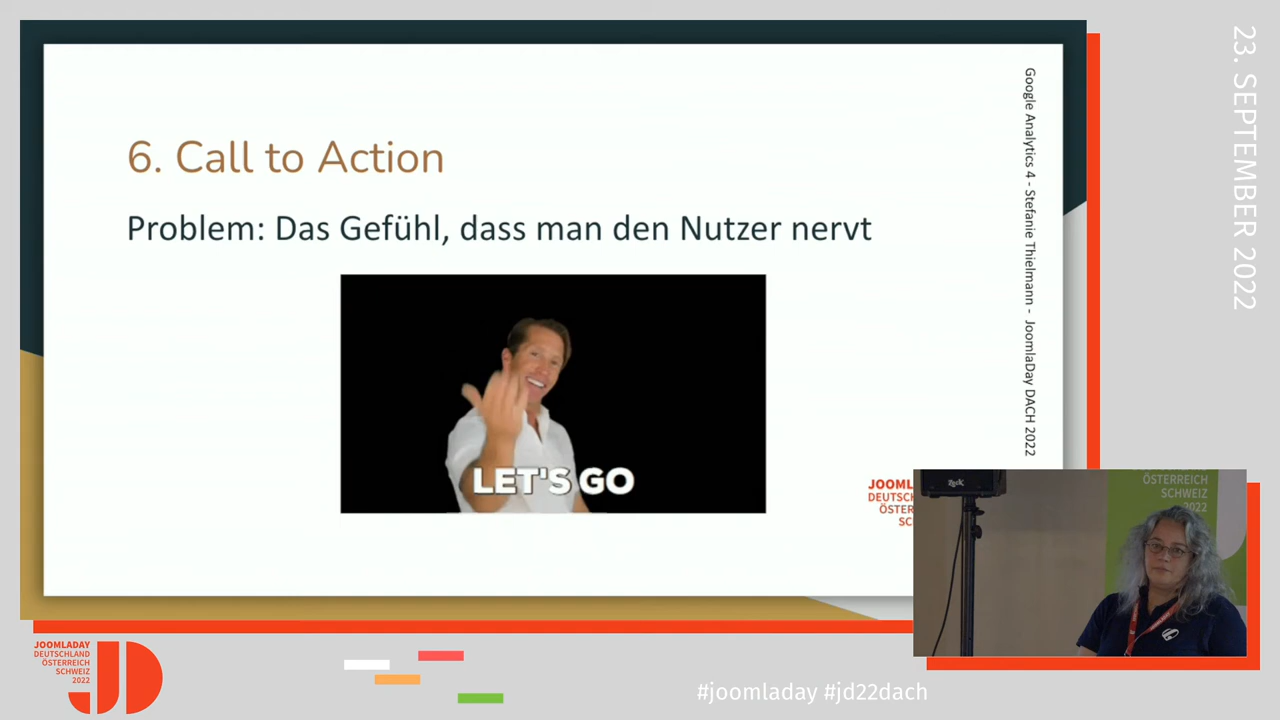 6. Call to Action
Problem: Das Gefühl, dass man den Nutzer nervt
LET'S GO
Google Analytics 4 - Stefanie Thielmann - JoomlaDay DACH 2022
23. SEPTEMBER 2022
ÖSTERREICH
SCHWEIZ
2022
JOOMLADAY
DEUTSCHLAND
ÖSTERREICH
SCHWEIZ
2022
JD
#joomladay #jd22dach